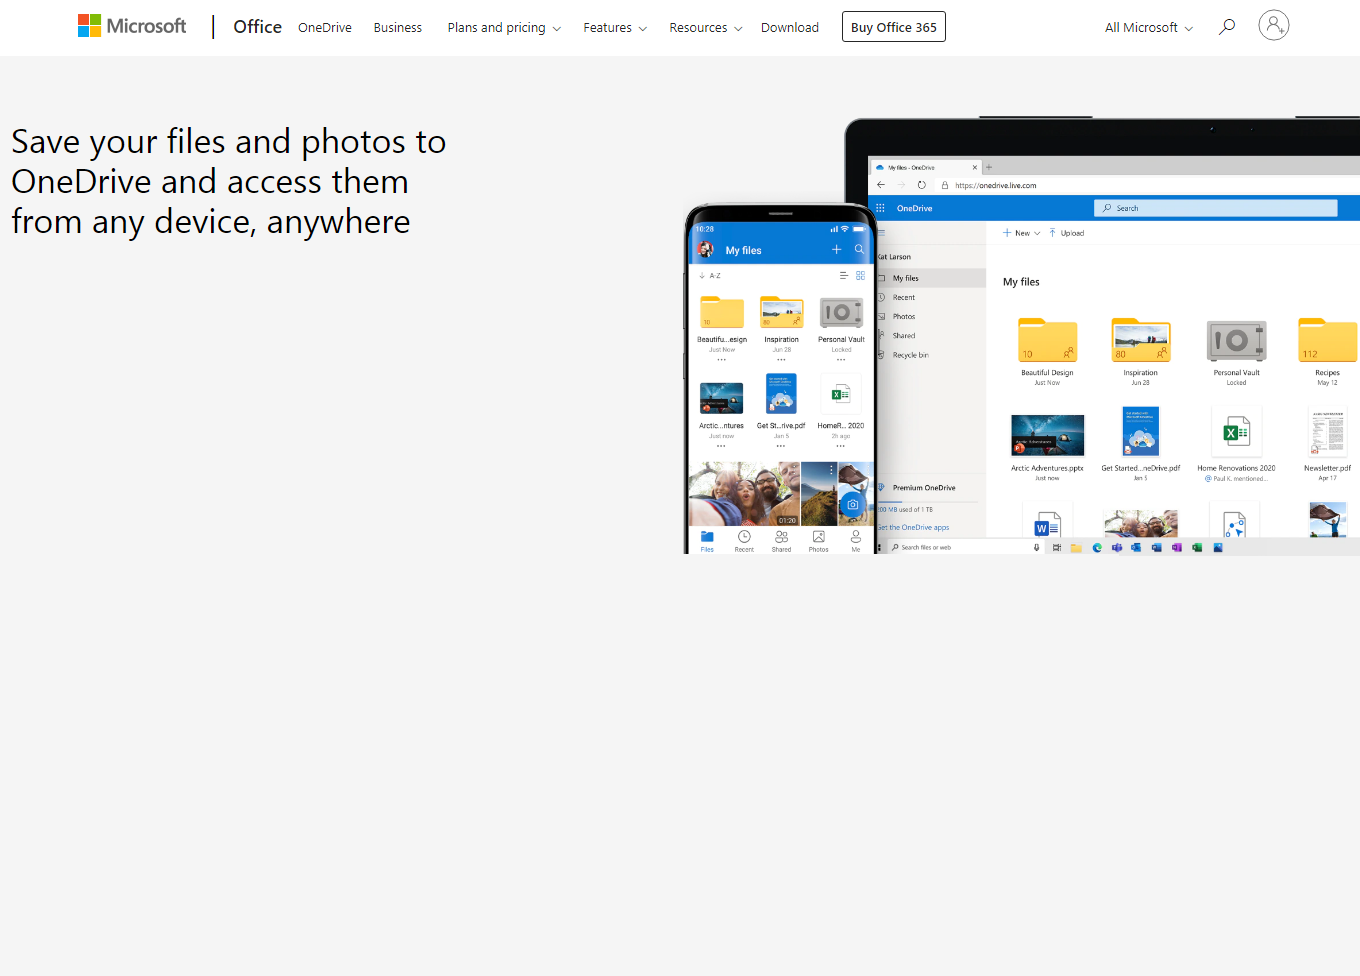 Microsoft
Office
OneDrive
Business
Plans and pricing
Features
Resources
Download
Buy Office 365
All Microsoft
Save your files and photos to
OneDrive and access them
from any device, anywhere
10:28
My files
A-Z
10
Beautifu...esign
Just Now
Inspiration
Jun 28
Personal Vault
Locked
Arctic...ntures
Just now
Get St...rive.pdf
Jan 5
HomeR... 2020
2h ago
01:20
Files
Recent
Shared
Photos
Me
My files - OneDrive
https://onedrive.live.com
OneDrive
Search
New
Upload
Kat Larson
My files
Recent
Photos
Shared
Recycle bin
Premium OneDrive
200 MB used of 1 TB
Get the OneDrive apps
My files
10
Beautiful Design
Just Now
80
Inspiration
Jun 28
Personal Vault
Locked
112
Recipes
May 12
Arctic Adventures.pptx
Just now
Get Started...neDrive.pdf
Jan 5
Home Renovations 2020
@ Paul K. mentioned...
Newsletter.pdf
Apr 17
Search files or web